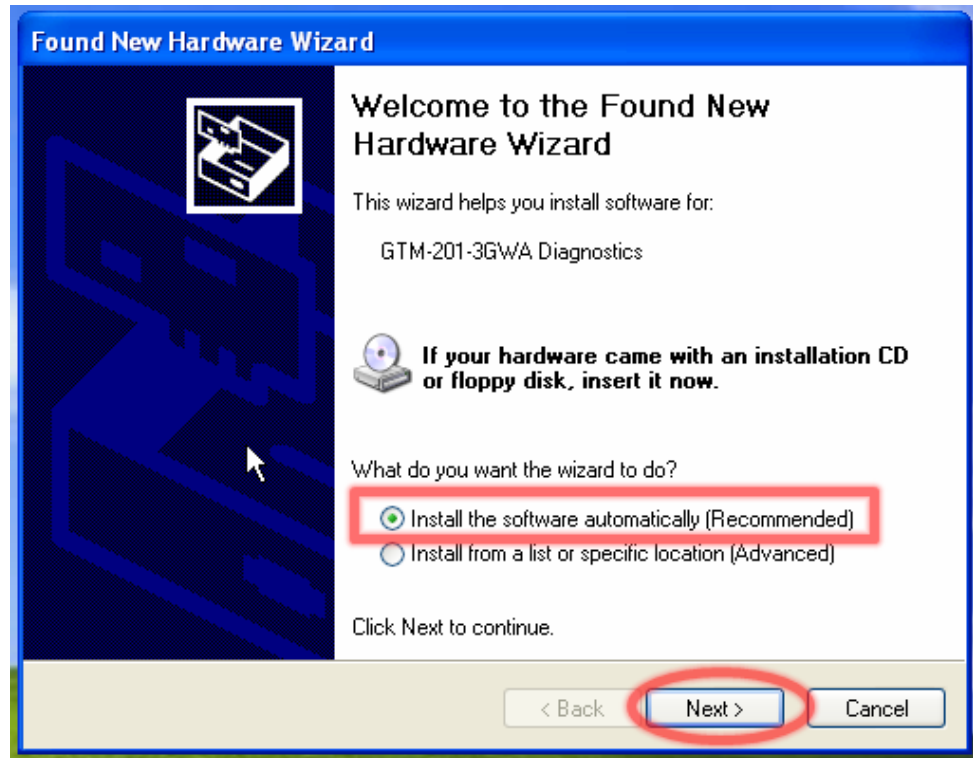 Found New Hardware Wizard
Welcome to the Found New
Hardware Wizard
This wizard helps you install software for:
GTM-201-3GWA Diagnostics
If your hardware came with an installation CD
or floppy disk, insert it now.
What do you want the wizard to do?
Install the software automatically (Recommended)
Install from a list or specific location (Advanced)
Click Next to continue.
< Back Next > Cancel